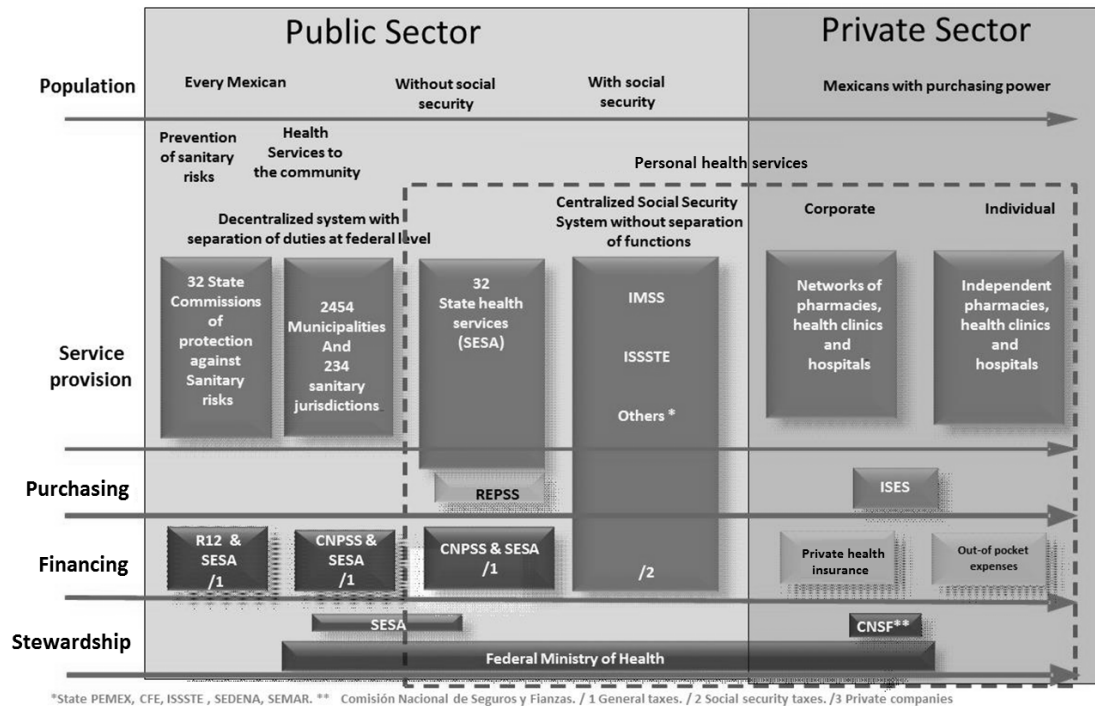 Public Sector
Private Sector
Population
Every Mexican
Without social
security
With social
security
Mexicans with purchasing power
Prevention
of sanitary
risks
Health
Services to
the community
Personal health services
Decentralized system with
separation of duties at federal level
Centralized Social Security
System without separation
of functions
Corporate
Individual
Service
provision
32 State
Commissions
of
protection
against
Sanitary
risks
2454
Municipalities
And
234
sanitary
jurisdictions
32
State health
services
(SESA)
IMSS
ISSSTE
Others *
Networks of
pharmacies,
health clinics
and
hospitals
Independent
pharmacies,
health clinics
and
hospitals
Purchasing
REPSS
ISES
Financing
R12 &
SESA
/1
CNPSS &
SESA
/1
CNPSS & SESA
/1
/2
Private health
insurance
Out-of pocket
expenses
Stewardship
SESA
CNSF**
Federal Ministry of Health
*State PEMEX, CFE, ISSSTE , SEDENA, SEMAR. ** Comisión Nacional de Seguros y Fianzas. / 1 General taxes. / 2 Social security taxes. /3 Private companies